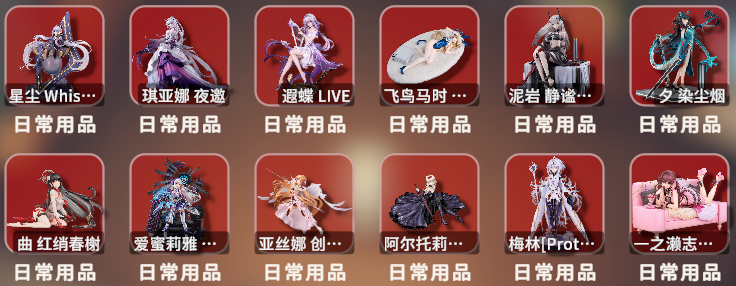 星尘 Whis…
琪亚娜 夜邀
遐蝶 LIVE
飞鸟马时 …
泥岩 静谧…
夕 染尘烟
日常用品
日常用品
日常用品
日常用品
日常用品
日常用品
曲 红绡春榭
爱蜜莉雅 …
亚丝娜 创…
阿尔托莉…
梅林[Prot…
一之濑志…
日常用品
日常用品
日常用品
日常用品
日常用品
日常用品